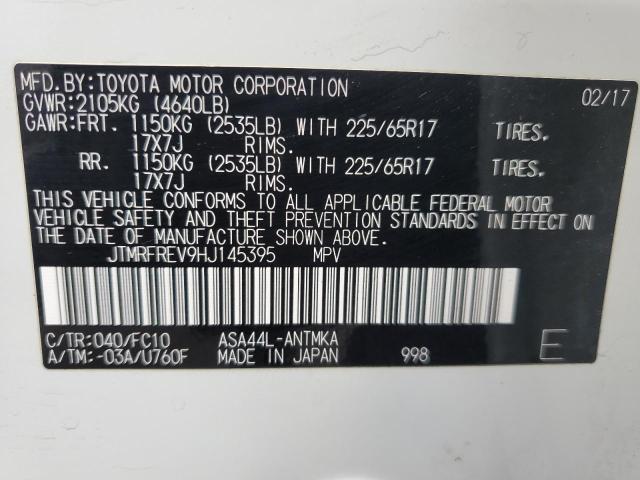 MFD.BY:TOYOTA MOTOR CORPORATION 02/17
GVWR:2105KG (4640LB)
GAWR:FRT. 1150KG (2535LB) WITH 225/65R17 TIRES.
17X7J RIMS.
RR. 1150KG (2535LB) WITH 225/65R17 TIRES.
17X7J RIMS.
THIS VEHICLE CONFORMS TO ALL APPLICABLE FEDERAL MOTOR
VEHICLE SAFETY AND THEFT PREVENTION STANDARDS IN EFFECT ON
THE DATE OF MANUFACTURE SHOWN ABOVE.
JTMRFREV9HJ145395 MPV
C/TR:040/FC10 ASA44L-ANTMKA
A/TM:-03A/U760F MADE IN JAPAN 998 E